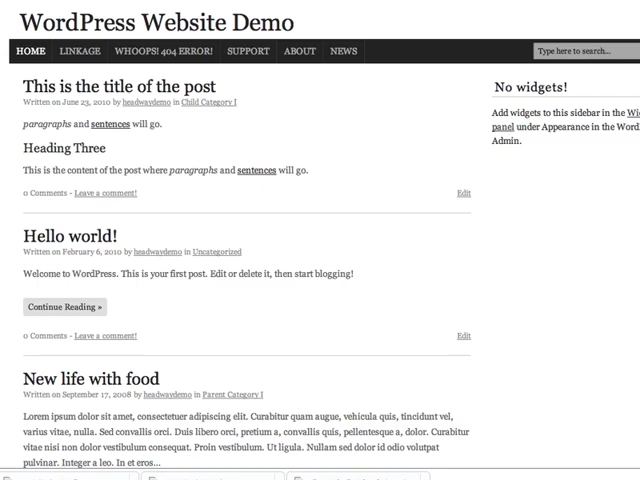 WordPress Website Demo
HOME LINKAGE WHOOPS! 404 ERROR! SUPPORT ABOUT NEWS Type here to search...
This is the title of the post
Written on June 23, 2010 by headwaydemo in Child Category I
paragraphs and sentences will go.
Heading Three
This is the content of the post where paragraphs and sentences will go.
0 Comments - Leave a comment! Edit
Hello world!
Written on February 6, 2010 by headwaydemo in Uncategorized
Welcome to WordPress. This is your first post. Edit or delete it, then start blogging!
Continue Reading »
0 Comments - Leave a comment! Edit
New life with food
Written on September 17, 2008 by headwaydemo in Parent Category I
Lorem ipsum dolor sit amet, consectetuer adipiscing elit. Curabitur quam augue, vehicula quis, tincidunt vel,
varius vitae, nulla. Sed convallis orci. Duis libero orci, pretium a, convallis quis, pellentesque a, dolor. Curabitur
vitae nisi non dolor vestibulum consequat. Proin vestibulum. Ut ligula. Nullam sed dolor id odio volutpat
pulvinar. Integer a leo. In et eros...
No widgets!
Add widgets to this sidebar in the Wi
panel under Appearance in the Word
Admin.